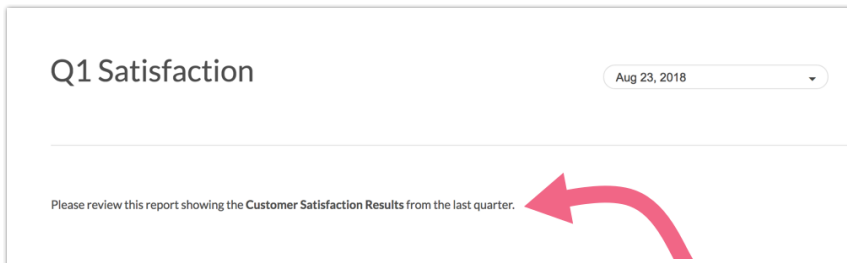 Q1 Satisfaction
Aug 23, 2018
Please review this report showing the Customer Satisfaction Results from the last quarter.